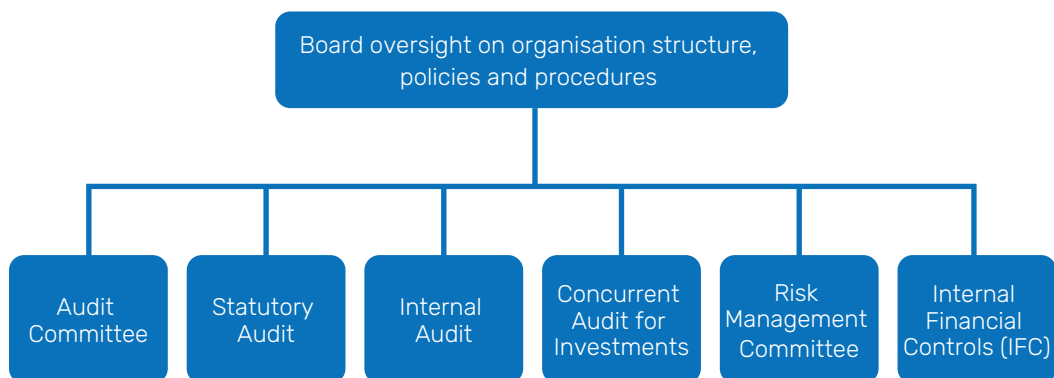 Board oversight on organisation structure,
policies and procedures
Audit
Committee
Statutory
Audit
Internal
Audit
Concurrent
Audit for
Investments
Risk
Management
Committee
Internal
Financial
Controls (IFC)